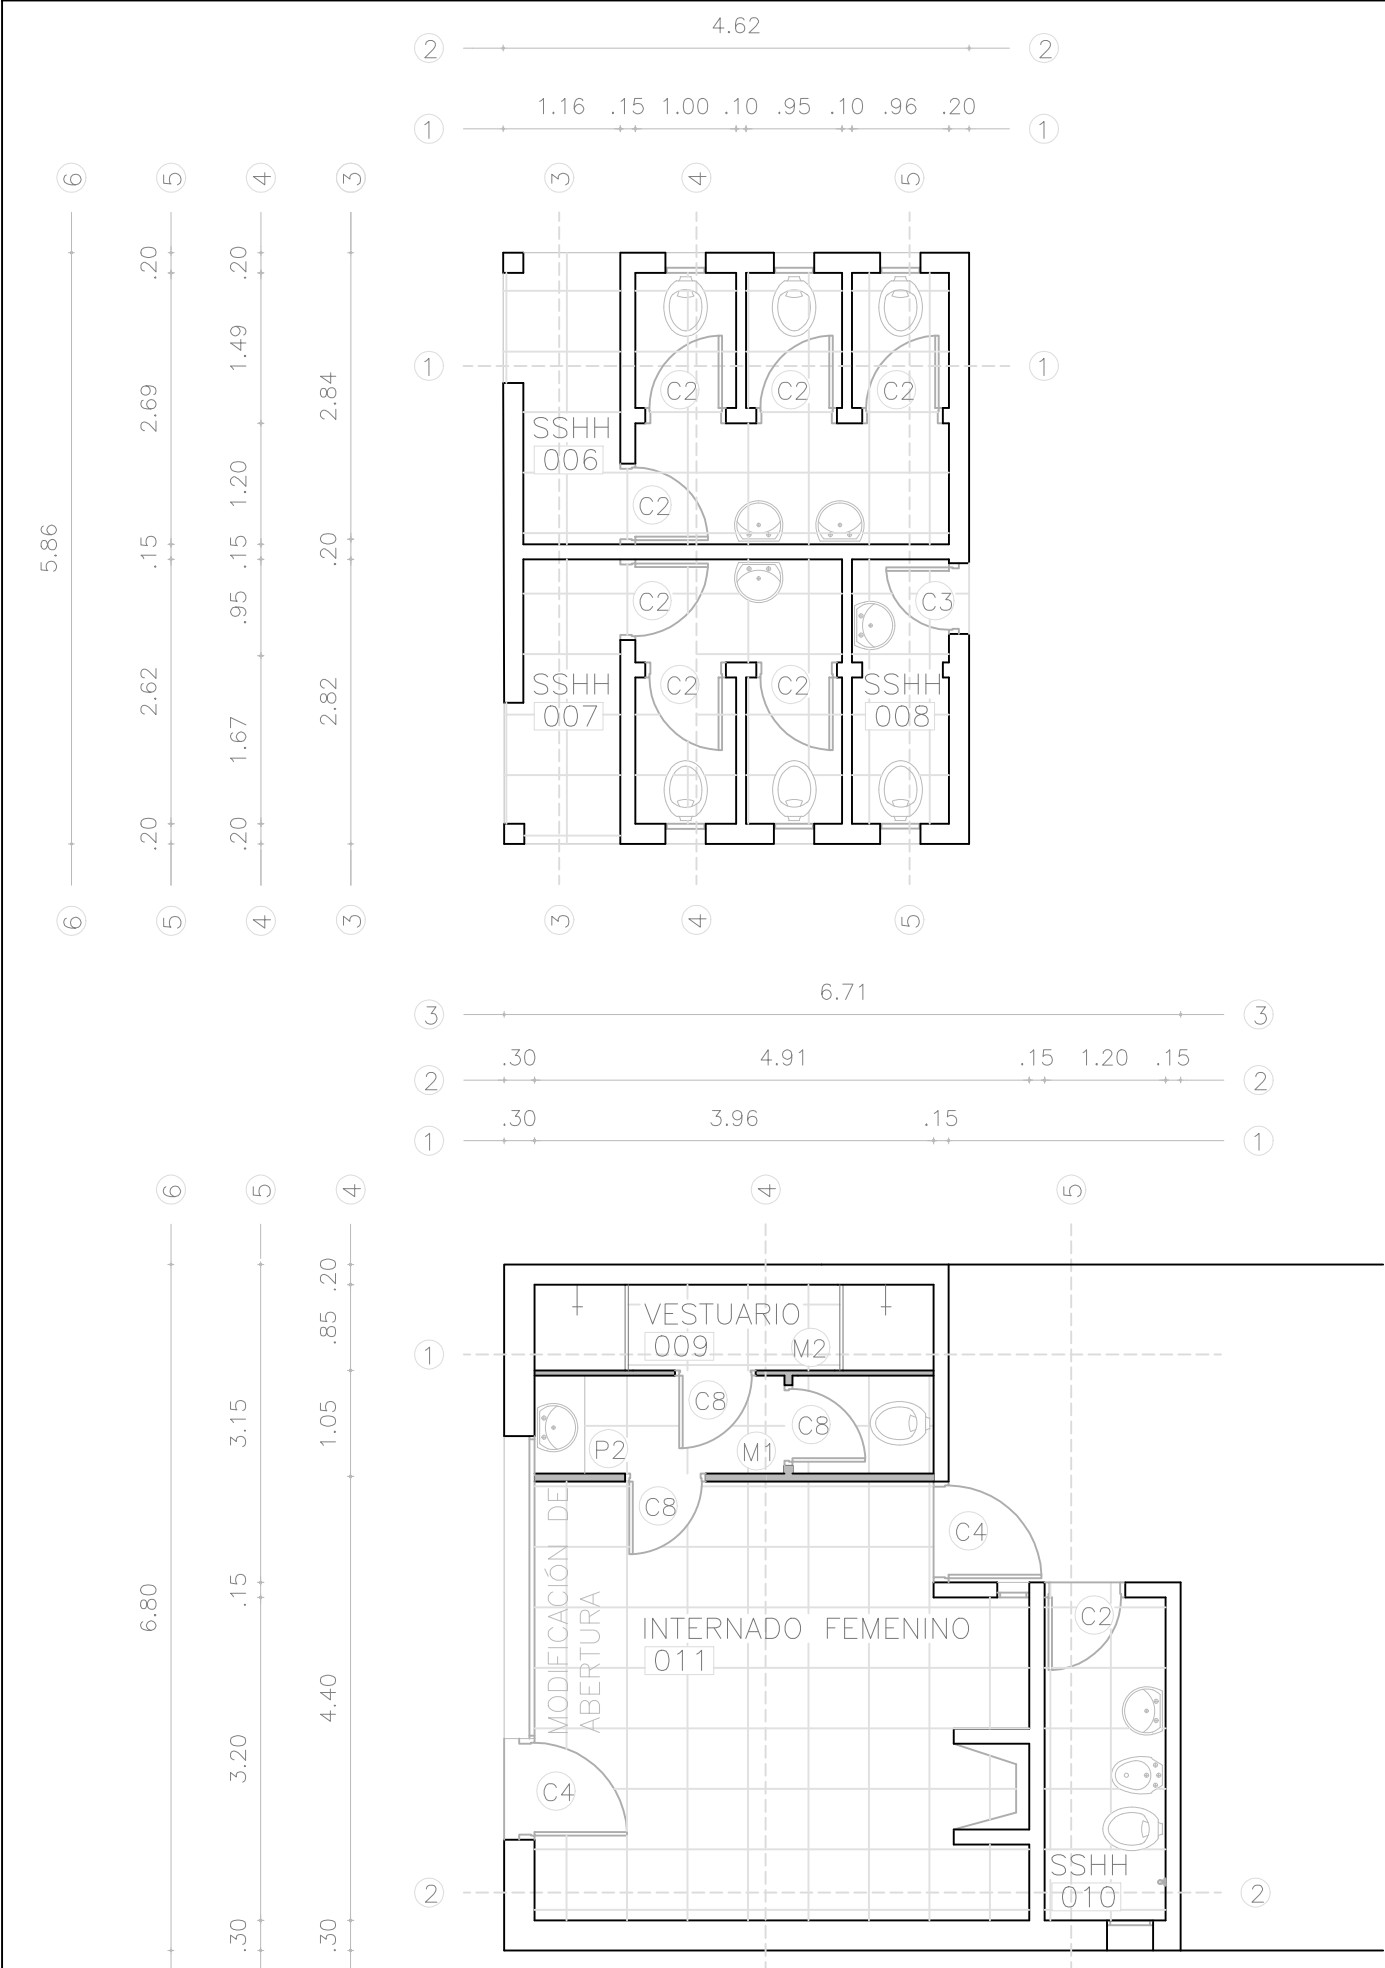 4.62
2 2
1.16 .15 1.00 .10 .95 .10 .96 .20
1 1
6 5 4 3 3 4 5
.20 .20
1.49
1 1
2.69 2.84
C2 C2 C2
SSHH
006
1.20
C2
5.86
.15 .15 .20
.95
C2 C3
2.62 2.82
SSHH C2 C2 SSHH
007 008
1.67
.20 .20
6 5 4 3 3 4 5
6.71
3 3
.30 4.91 .15 1.20 .15
2 2
.30 3.96 .15
1 1
6 5 4 4 5
.20
.85
VESTUARIO
009 M2
1
C8
3.15 1.05
C8
P2 M1
C8
C4
MODIFICACIÓN DE
ABERTURA
6.80
.15
C2
INTERNADO FEMENINO
011
4.40
3.20
C4
SSHH
010
2 2
.30 .30